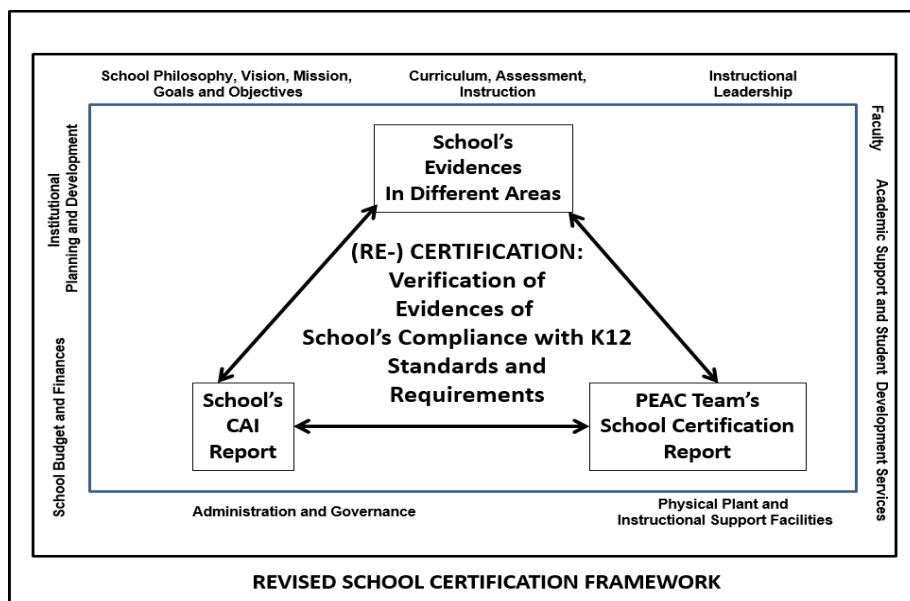 School Philosophy, Vision, Mission,
Goals and Objectives
Curriculum, Assessment,
Instruction
Instructional
Leadership
Faculty
Academic Support and Student Development Services
Institutional
Planning and Development
School Budget and Finances
School's
Evidences
In Different Areas
(RE-) CERTIFICATION:
Verification of
Evidences of
School's Compliance with K12
Standards and
Requirements
School's
CAI
Report
PEAC Team's
School Certification
Report
Administration and Governance
Physical Plant and
Instructional Support Facilities
REVISED SCHOOL CERTIFICATION FRAMEWORK